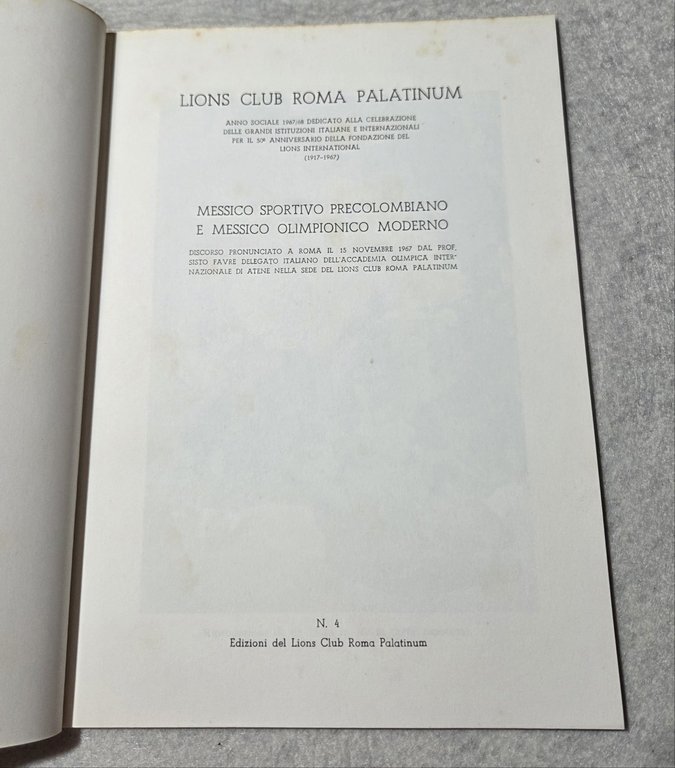 LIONS CLUB ROMA PALATINUM
ANNO SOCIALE 1967/68 DEDICATO ALLA CELEBRAZIONE
DELLE GRANDI ISTITUZIONI ITALIANE E INTERNAZIONALI
PER IL 50º ANNIVERSARIO DELLA FONDAZIONE DEL
LIONS INTERNATIONAL
(1917-1967)
MESSICO SPORTIVO PRECOLOMBIANO
E MESSICO OLIMPIONICO MODERNO
DISCORSO PRONUNCIATO A ROMA IL 15 NOVEMBRE 1967 DAL PROF.
SISTO FAVRE DELEGATO ITALIANO DELL'ACCADEMIA OLIMPICA INTER-
NAZIONALE DI ATENE NELLA SEDE DEL LIONS CLUB ROMA PALATINUM
N. 4
Edizioni del Lions Club Roma Palatinum